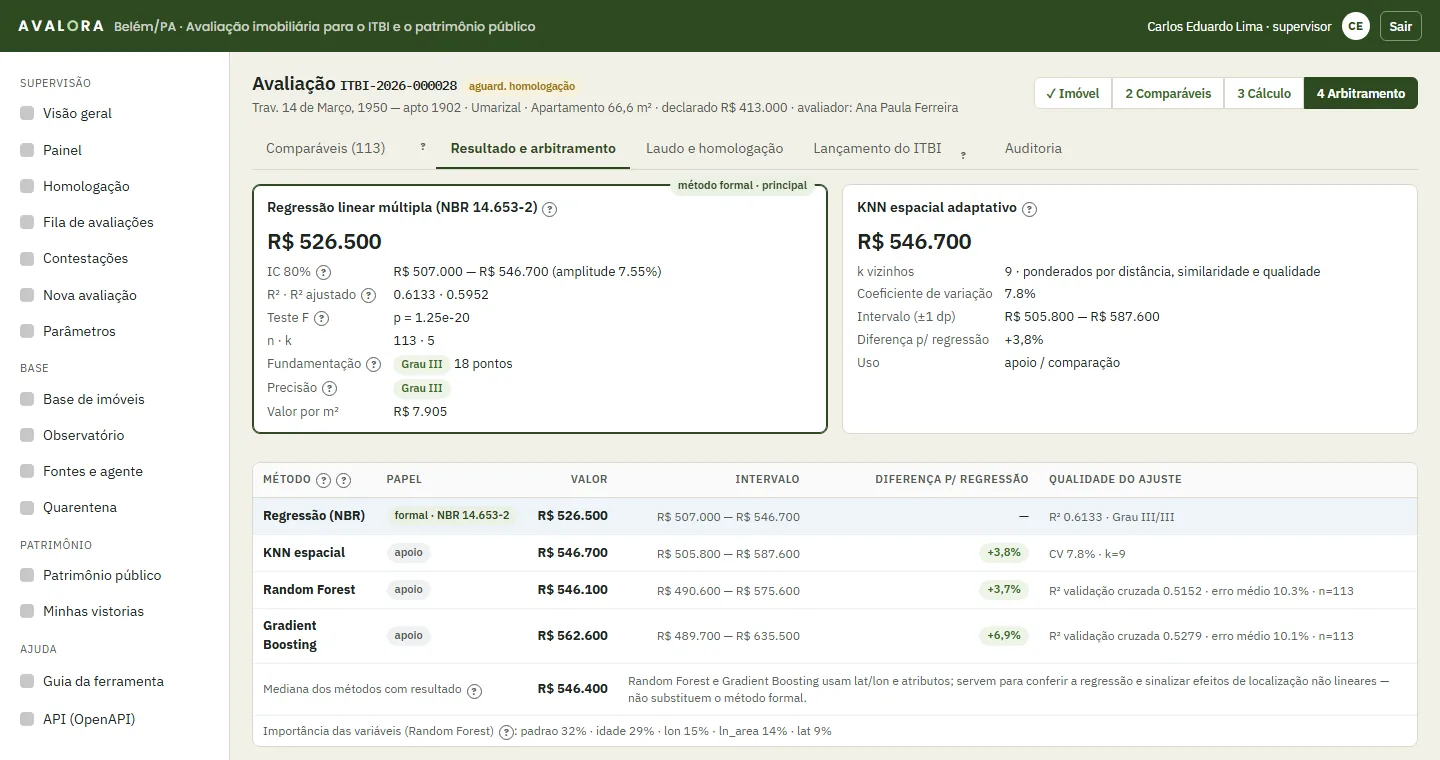 AVALORA Belém/PA · Avaliação imobiliária para o ITBI e o patrimônio público
Carlos Eduardo Lima · supervisor CE Sair
SUPERVISÃO
Visão geral
Painel
Homologação
Fila de avaliações
Contestações
Nova avaliação
Parâmetros
BASE
Base de imóveis
Observatório
Fontes e agente
Quarentena
PATRIMÔNIO
Patrimônio público
Minhas vistorias
AJUDA
Guia da ferramenta
API (OpenAPI)
Avaliação ITBI-2026-000028 aguard. homologação
Trav. 14 de Março, 1950 — apto 1902 · Umarizal · Apartamento 66,6 m² · declarado R$ 413.000 · avaliador: Ana Paula Ferreira
✓ Imóvel 2 Comparáveis 3 Cálculo 4 Arbitramento
Comparáveis (113) ? Resultado e arbitramento Laudo e homologação Lançamento do ITBI ? Auditoria
método formal · principal
Regressão linear múltipla (NBR 14.653-2) ?
R$ 526.500
IC 80% ? R$ 507.000 — R$ 546.700 (amplitude 7.55%)
R² · R² ajustado ? 0.6133 · 0.5952
Teste F ? p = 1.25e-20
n · k 113 · 5
Fundamentação ? Grau III 18 pontos
Precisão ? Grau III
Valor por m² R$ 7.905
KNN espacial adaptativo ?
R$ 546.700
k vizinhos 9 · ponderados por distância, similaridade e qualidade
Coeficiente de variação 7.8%
Intervalo (±1 dp) R$ 505.800 — R$ 587.600
Diferença p/ regressão +3,8%
Uso apoio / comparação
MÉTODO ? ? PAPEL VALOR INTERVALO DIFERENÇA P/ REGRESSÃO QUALIDADE DO AJUSTE
Regressão (NBR) formal · NBR 14.653-2 R$ 526.500 R$ 507.000 — R$ 546.700 — R² 0.6133 · Grau III/III
KNN espacial apoio R$ 546.700 R$ 505.800 — R$ 587.600 +3,8% CV 7.8% · k=9
Random Forest apoio R$ 546.100 R$ 490.600 — R$ 575.600 +3,7% R² validação cruzada 0.5152 · erro médio 10.3% · n=113
Gradient
Boosting apoio R$ 562.600 R$ 489.700 — R$ 635.500 +6,9% R² validação cruzada 0.5279 · erro médio 10.1% · n=113
Mediana dos métodos com resultado ? R$ 546.400 Random Forest e Gradient Boosting usam lat/lon e atributos; servem para conferir a regressão e sinalizar efeitos de localização não lineares —
não substituem o método formal.
Importância das variáveis (Random Forest) ?: padrao 32% · idade 29% · lon 15% · ln_area 14% · lat 9%